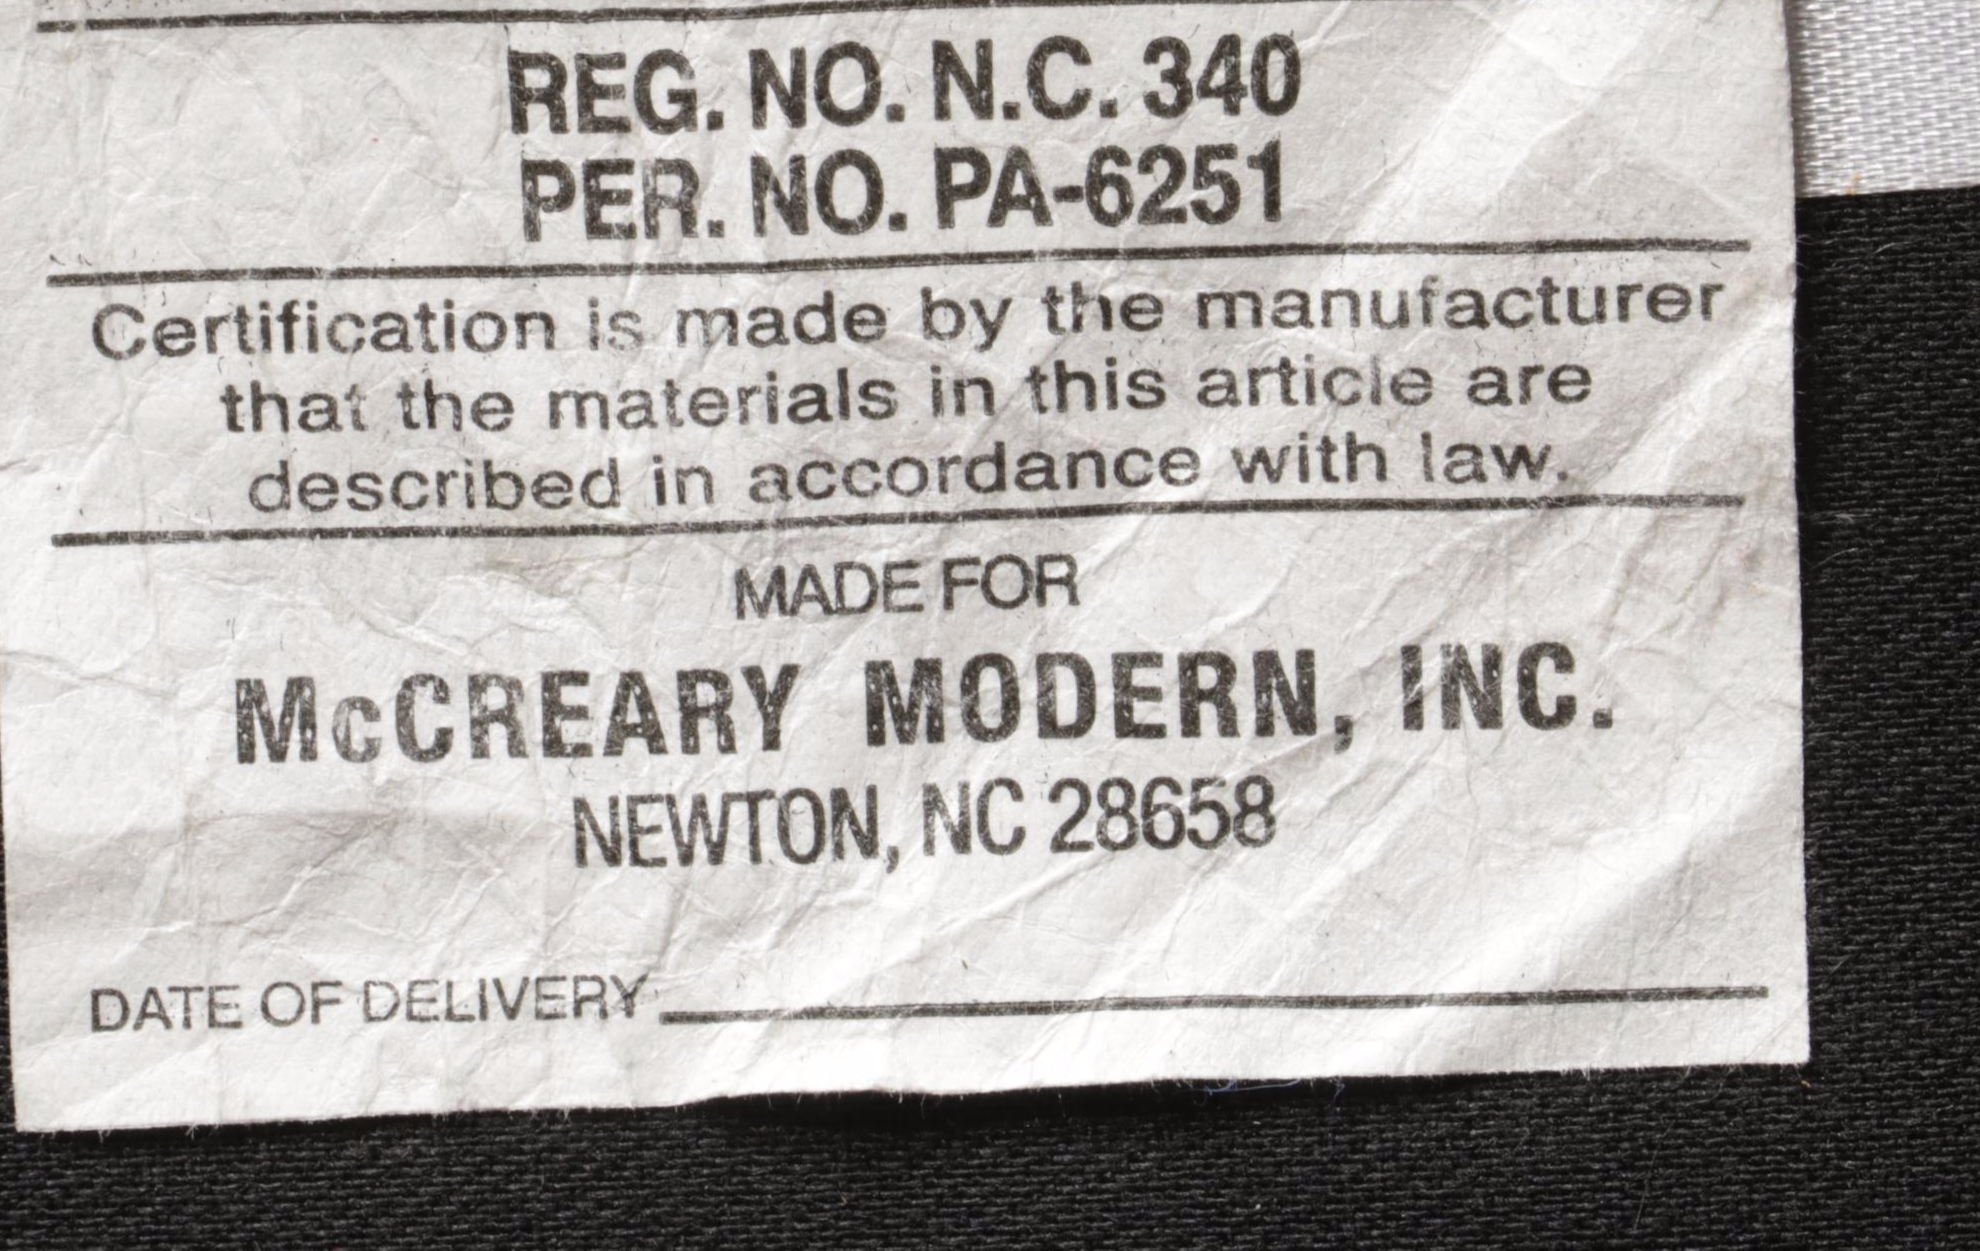 REG. NO. N.C. 340
PER. NO. PA-6251
Certification is made by the manufacturer
that the materials in this article are
described in accordance with law.
MADE FOR
McCREARY MODERN, INC.
NEWTON, NC 28658
DATE OF DELIVERY